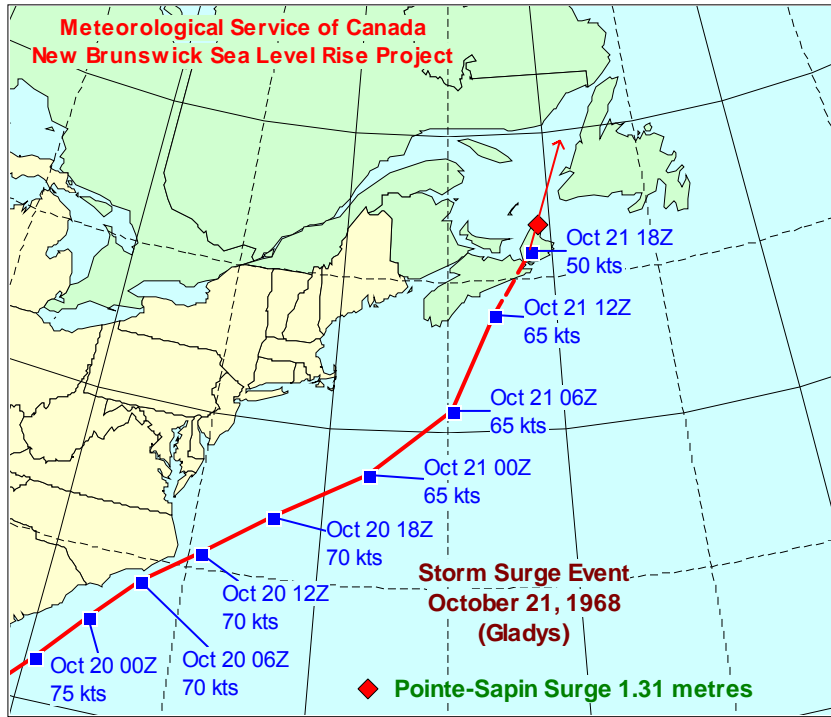 Meteorological Service of Canada
New Brunswick Sea Level Rise Project
Oct 21 18Z
50 kts
Oct 21 12Z
65 kts
Oct 21 06Z
65 kts
Oct 21 00Z
65 kts
Oct 20 18Z
70 kts
Oct 20 12Z
70 kts
Oct 20 06Z
70 kts
Oct 20 00Z
75 kts
Storm Surge Event
October 21, 1968
(Gladys)
Pointe-Sapin Surge 1.31 metres